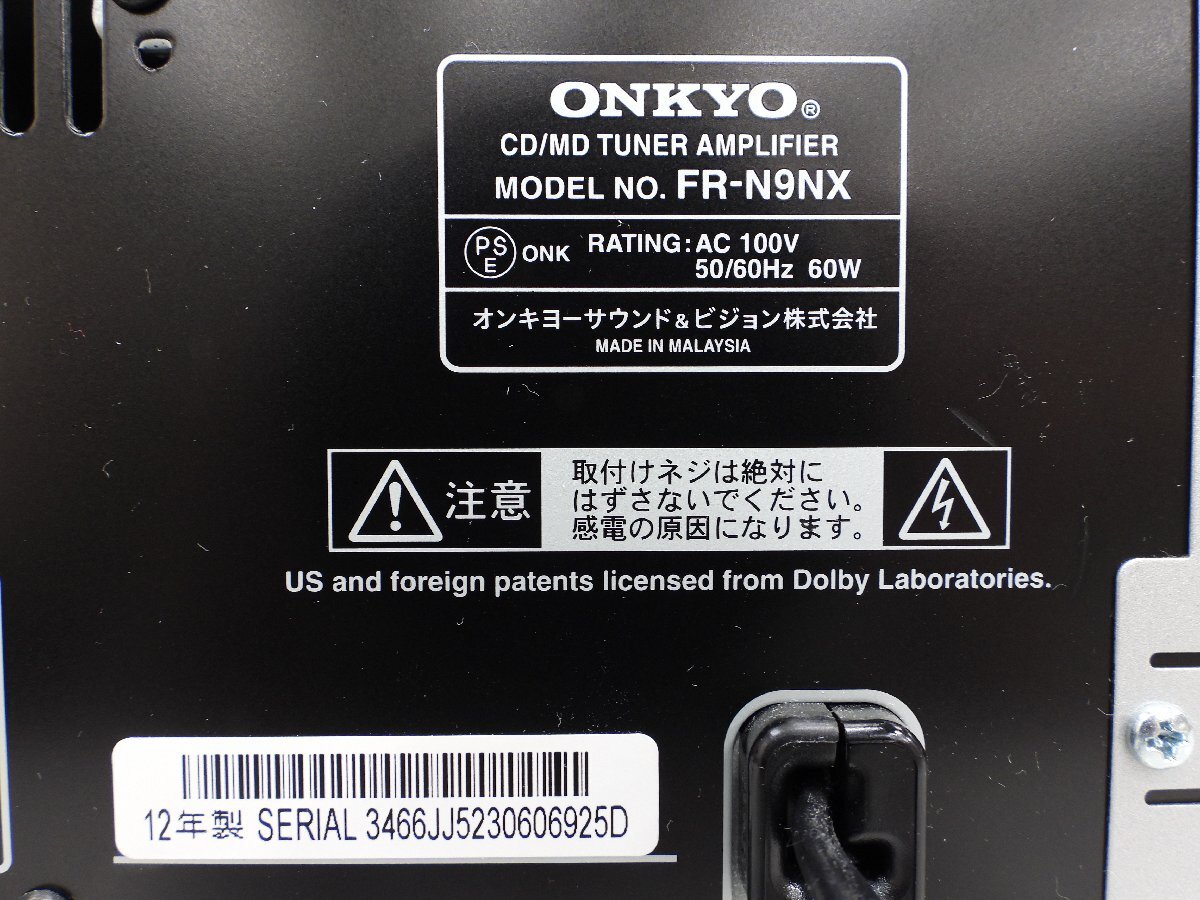 ONKYO®
CD/MD TUNER AMPLIFIER
MODEL NO. FR-N9NX
PSE ONK RATING: AC 100V
50/60Hz 60W
オンキヨーサウンド&ビジョン株式会社
MADE IN MALAYSIA
注意
取付けネジは絶対に
はずさないでください。
感電の原因になります。
US and foreign patents licensed from Dolby Laboratories.
12年製 SERIAL 3466JJ5230606925D